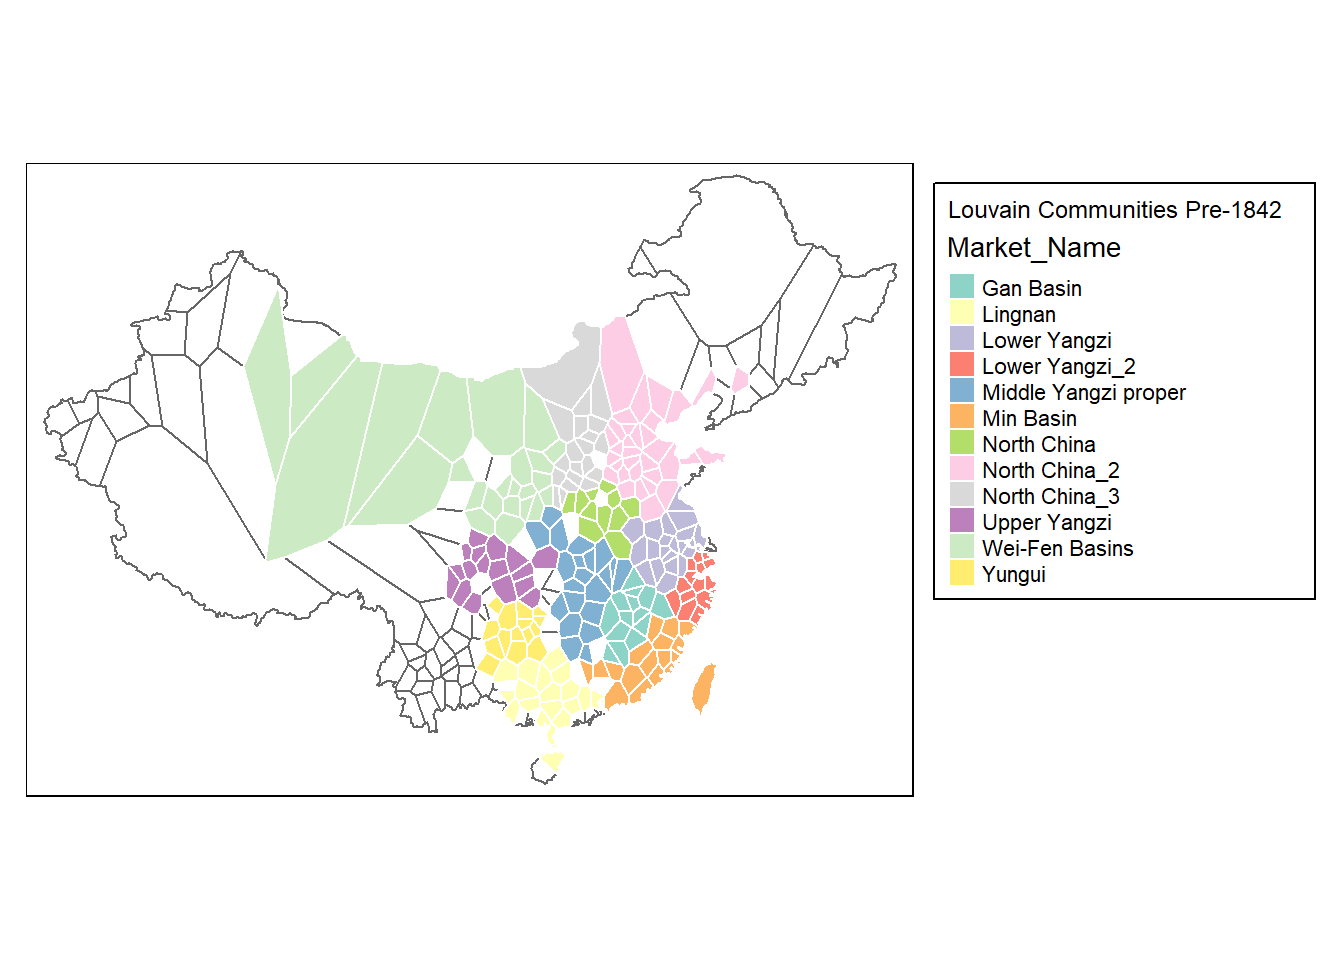 Louvain Communities Pre-1842
Market_Name
Gan Basin
Lingnan
Lower Yangzi
Lower Yangzi_2
Middle Yangzi proper
Min Basin
North China
North China_2
North China_3
Upper Yangzi
Wei-Fen Basins
Yungui